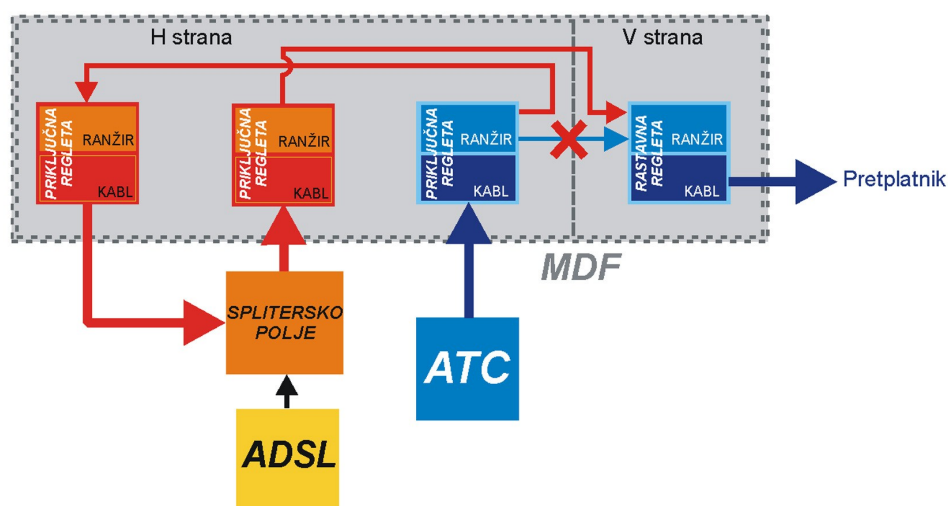 H strana
V strana
PRIKLJUČNA
REGLETA
RANŽIR
KABL
PRIKLJUČNA
REGLETA
RANŽIR
KABL
PRIKLJUČNA
REGLETA
RANŽIR
KABL
RASTAVNA
REGLETA
RANŽIR
KABL
Pretplatnik
MDF
SPLITERSKO
POLJE
ATC
ADSL